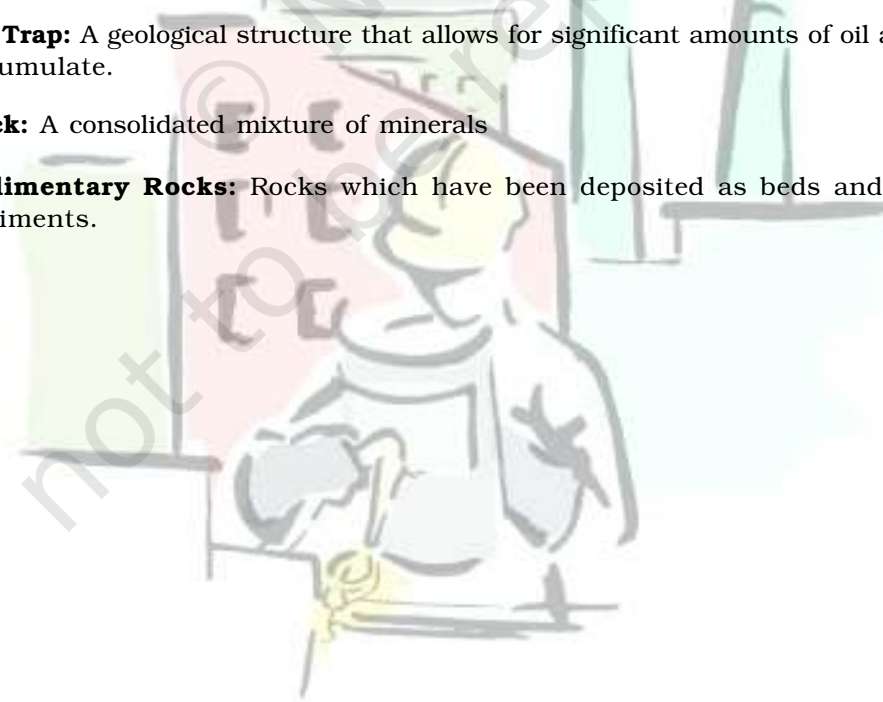 Trap: A geological structure that allows for significant amounts of oil a
umulate.
ck: A consolidated mixture of minerals
limentary Rocks: Rocks which have been deposited as beds and
iments.
©
not to be re